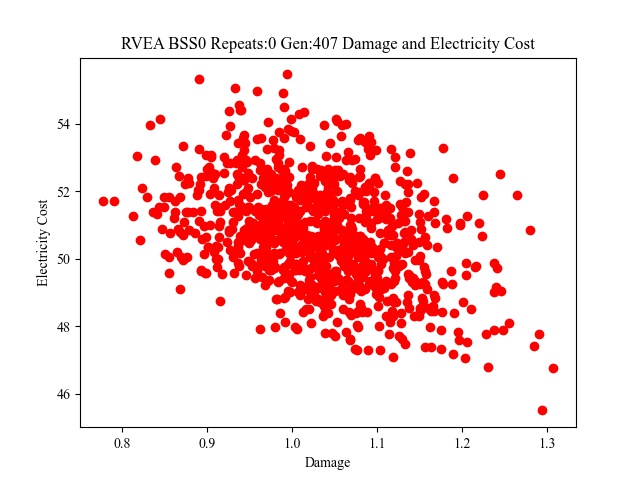 RVEA BSS0 Repeats:0 Gen:407 Damage and Electricity Cost
54
52
50
48
46
Electricity Cost
0.8 0.9 1.0 1.1 1.2 1.3
Damage